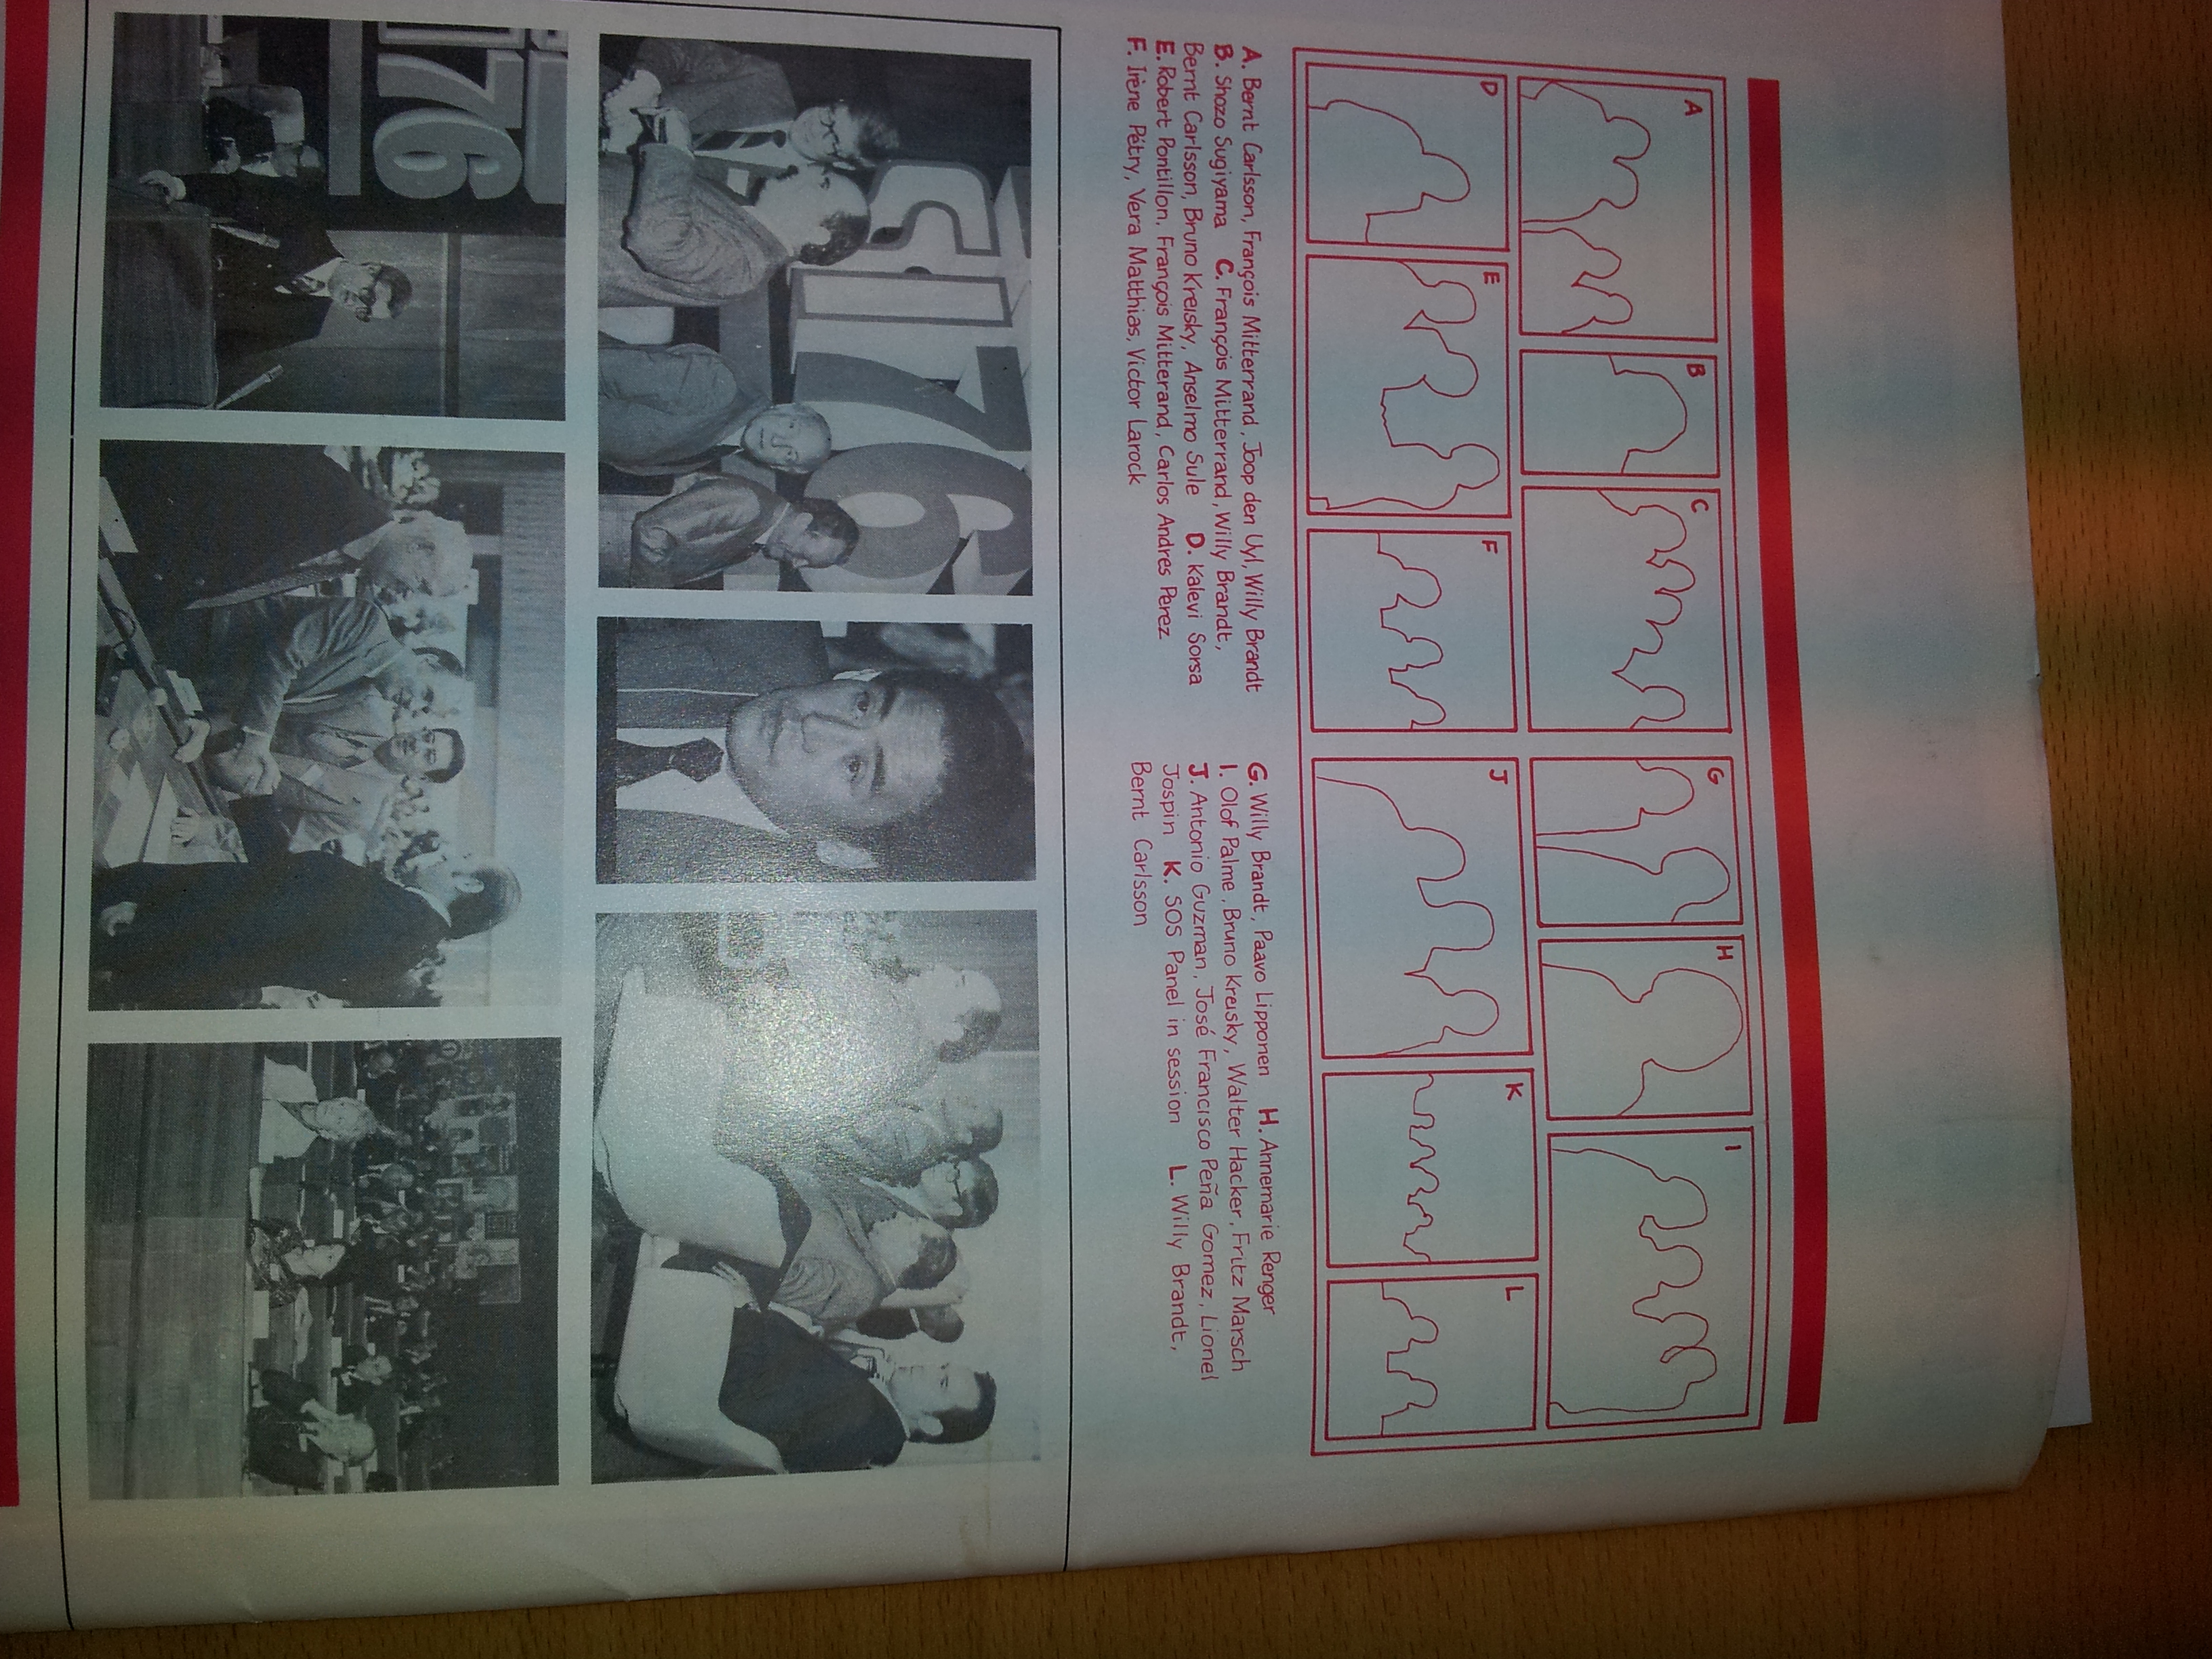 A
B
C
G
H
I
D
E
F
J
K
L
A. Bernt Carlsson, François Mitterrand, Joop den Uyl, Willy Brandt
B. Shozo Sugiyama C. François Mitterrand, Willy Brandt,
Bernt Carlsson, Bruno Kreisky, Anselmo Sule D. Kalevi Sorsa
E. Robert Pontillon, François Mitterand, Carlos Andres Perez
F. Irène Pétry, Vera Matthias, Victor Larock
G. Willy Brandt, Paavo Lipponen H. Annemarie Renger
I. Olof Palme, Bruno Kreisky, Walter Hacker, Fritz Marsch
J. Antonio Guzman, José Francisco Peña Gomez, Lionel
Jospin K. SOS Panel in session L. Willy Brandt,
Bernt Carlsson
76